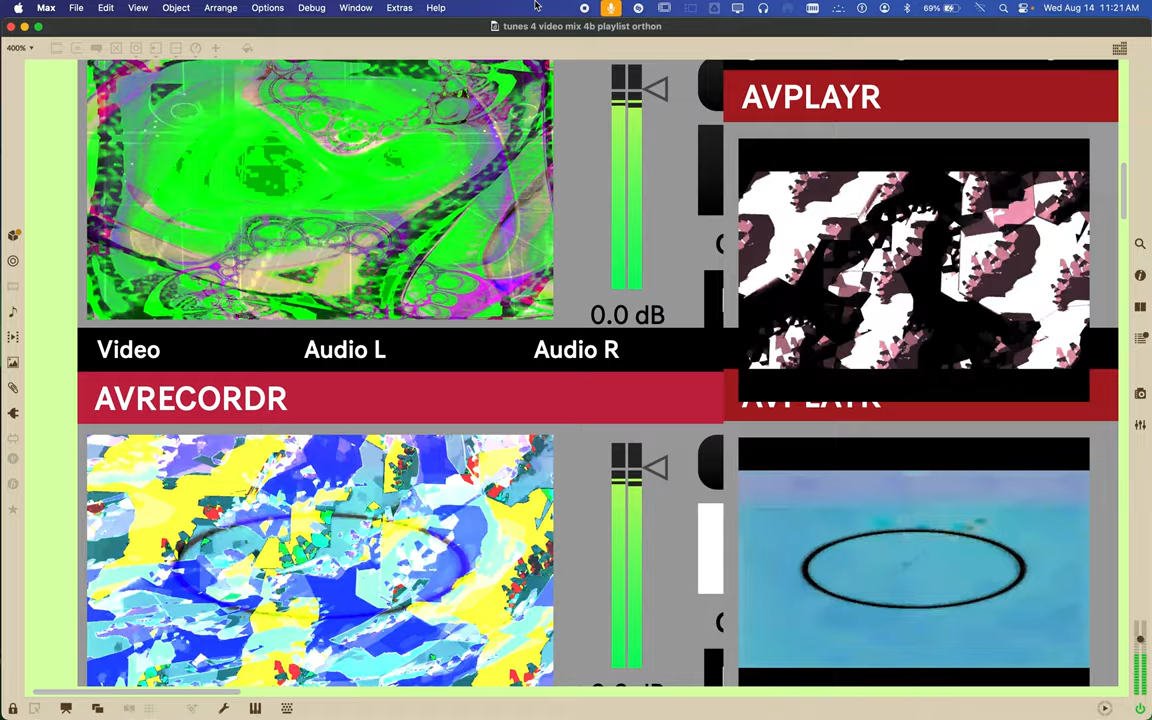 Max File Edit View Object Arrange Options Debug Window Extras Help 69% Wed Aug 14 11:21 AM
tunes 4 video mix 4b playlist orthon
400%
AVPLAYR
0.0 dB
Video Audio L Audio R
AVRECORDR
AVPLAYR